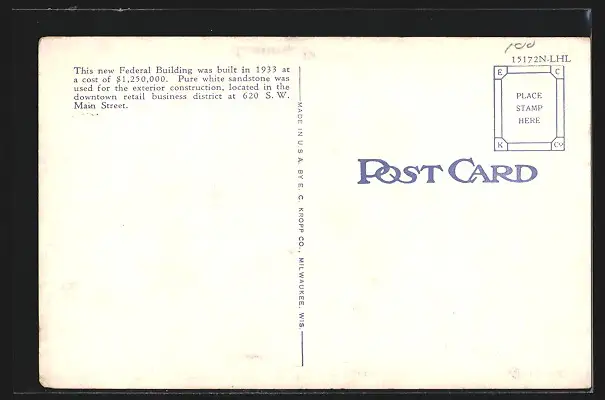 This new Federal Building was built in 1933 at
a cost of $1,250,000. Pure white sandstone was
used for the exterior construction, located in the
downtown retail business district at 620 S. W.
Main Street.
MADE IN U.S.A. BY E. C. KROPP CO., MILWAUKEE, WIS.
100
15172N-LHL
E C
PLACE
STAMP
HERE
K Co
POST CARD